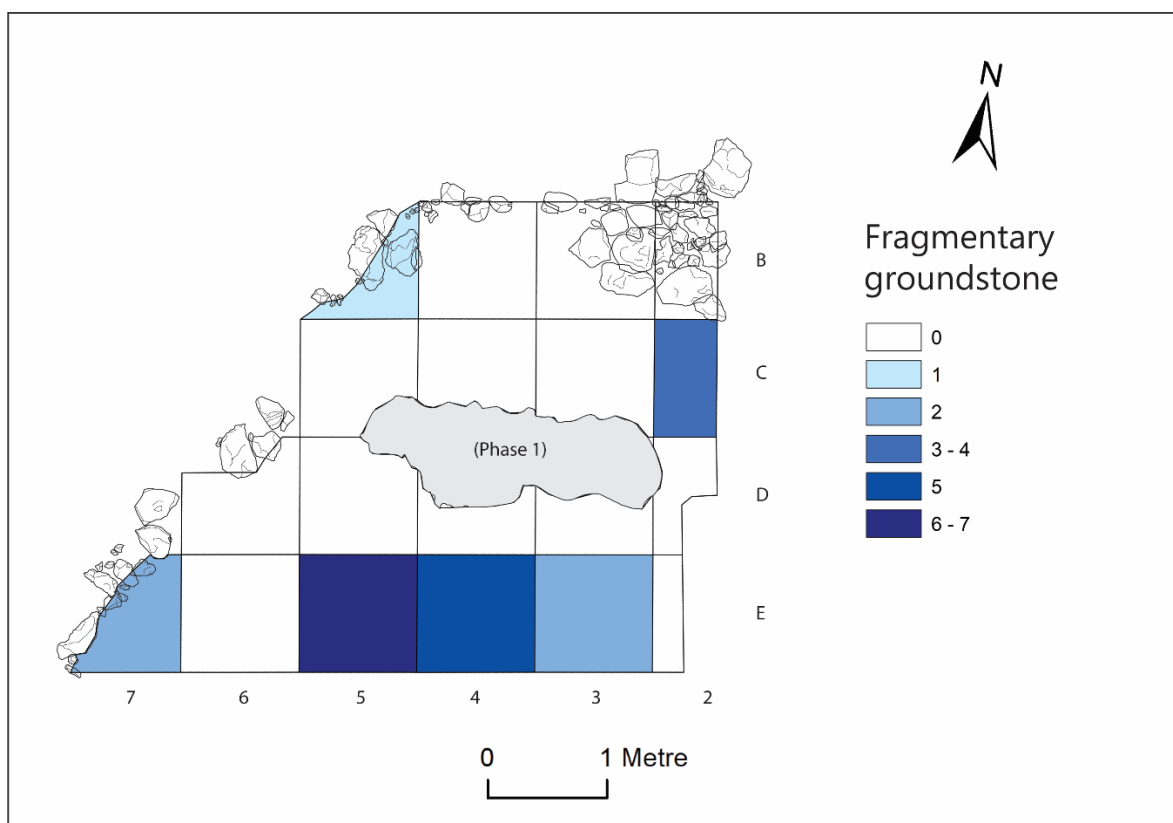 N
Fragmentary
groundstone
0
1
2
3 - 4
5
6 - 7
B
C
(Phase 1)
D
E
7 6 5 4 3 2
0 1 Metre